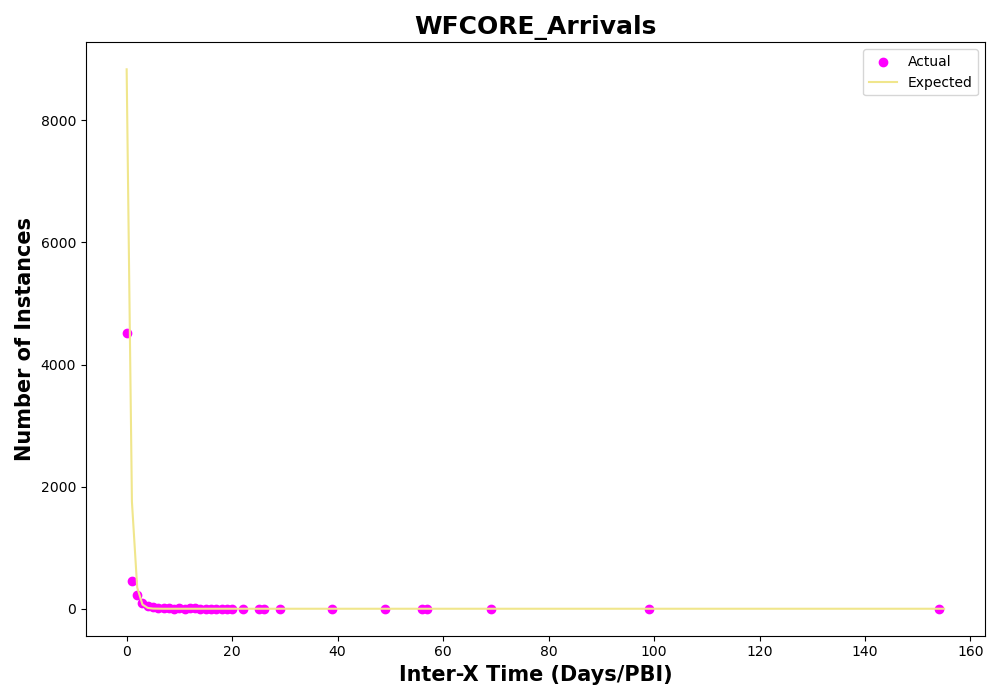 WFCORE_Arrivals
Actual
Expected
Number of Instances
8000
6000
4000
2000
0
0 20 40 60 80 100 120 140 160
Inter-X Time (Days/PBI)